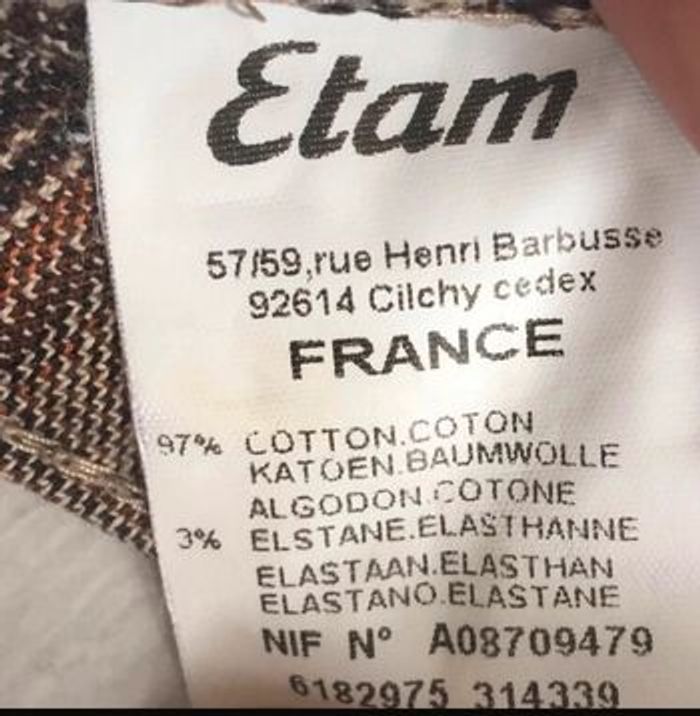 Etam
57/59,rue Henri Barbusse
92614 Cilchy cedex
FRANCE
97% COTTON.COTON
KATOEN.BAUMWOLLE
ALGODON.COTONE
3% ELSTANE.ELASTHANNE
ELASTAAN.ELASTHAN
ELASTANO.ELASTANE
NIF N° A08709479
6182975 314339